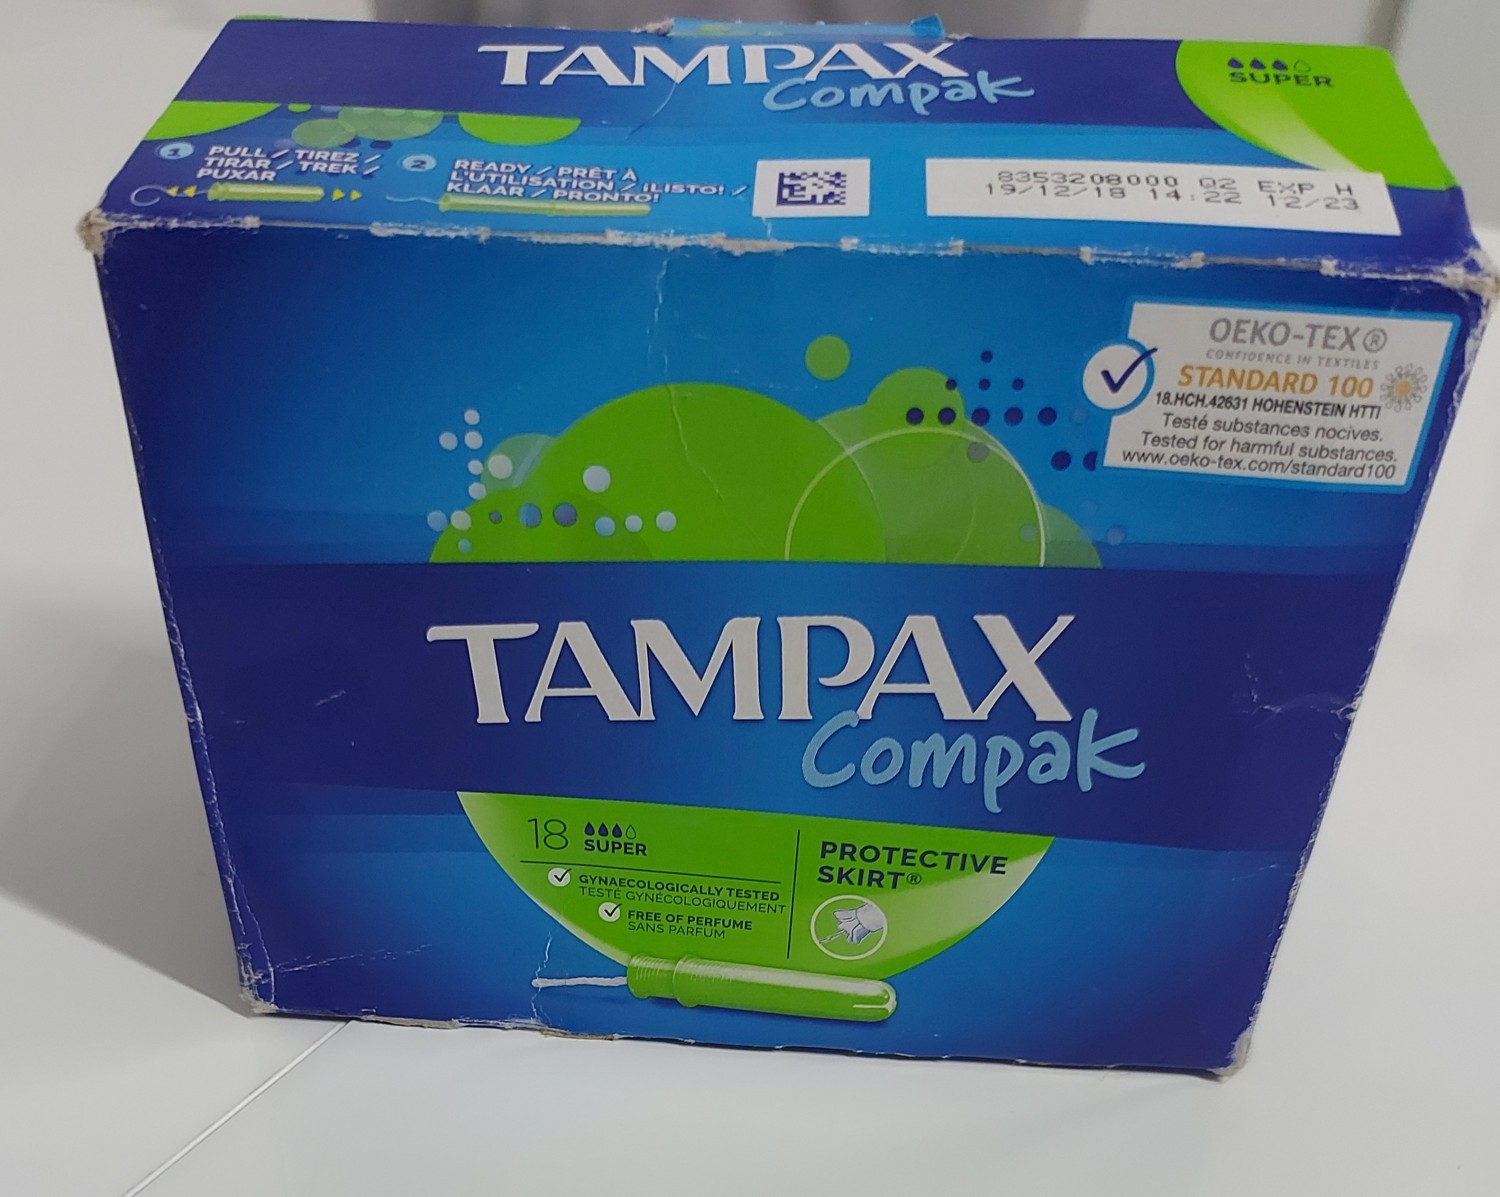 TAMPAX
Compak
SUPER
1 PULL / TIREZ /
TIRAR / TREK /
PUXAR
2 READY / PRÊT À
L'UTILISATION / ¡LISTO! /
KLAAR / PRONTO!
8353208000 02 EXP H
19/12/18 14:22 12/23
OEKO-TEX®
CONFIDENCE IN TEXTILES
STANDARD 100
18.HCH.42631 HOHENSTEIN HTTI
Testé substances nocives.
Tested for harmful substances.
www.oeko-tex.com/standard100
TAMPAX
Compak
18 SUPER
GYNAECOLOGICALLY TESTED
TESTÉ GYNÉCOLOGIQUEMENT
FREE OF PERFUME
SANS PARFUM
PROTECTIVE
SKIRT®